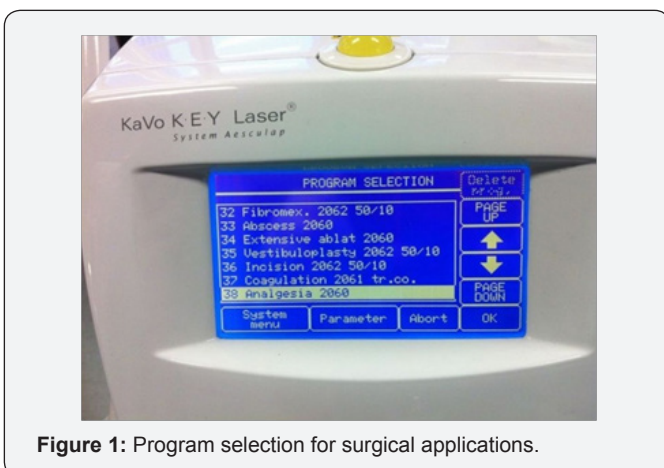 KaVo K·E·Y Laser®
System Aesculap
PROGRAM SELECTION
Delete
32 Fibromex. 2062 50/10
33 Abscess 2060
34 Extensive ablat 2060
35 Vestibuloplasty 2062 50/10
36 Incision 2062 50/10
37 Coagulation 2061 tr.co.
38 Analgesia 2060
PAGE
UP
PAGE
DOWN
System
menu
Parameter
Abort
OK
Figure 1: Program selection for surgical applications.